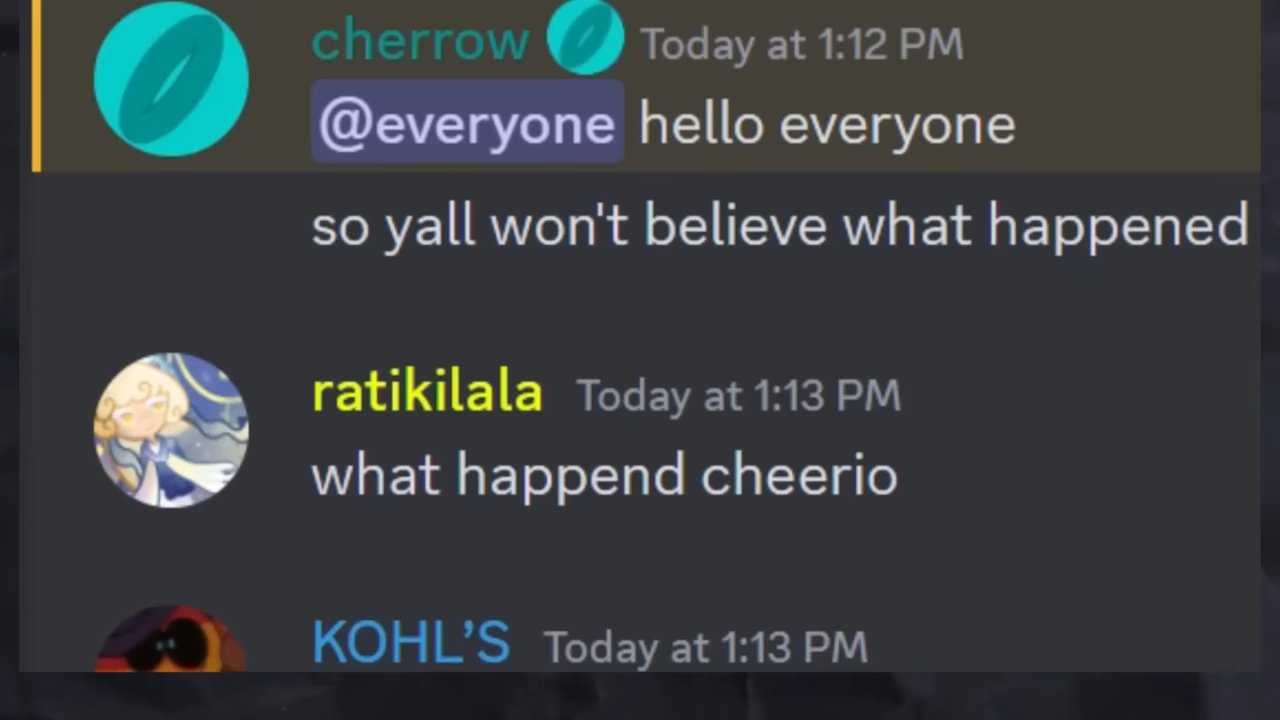 cherrow Today at 1:12 PM
@everyone hello everyone
so yall won't believe what happened
ratikilala Today at 1:13 PM
what happend cheerio
KOHL’S Today at 1:13 PM